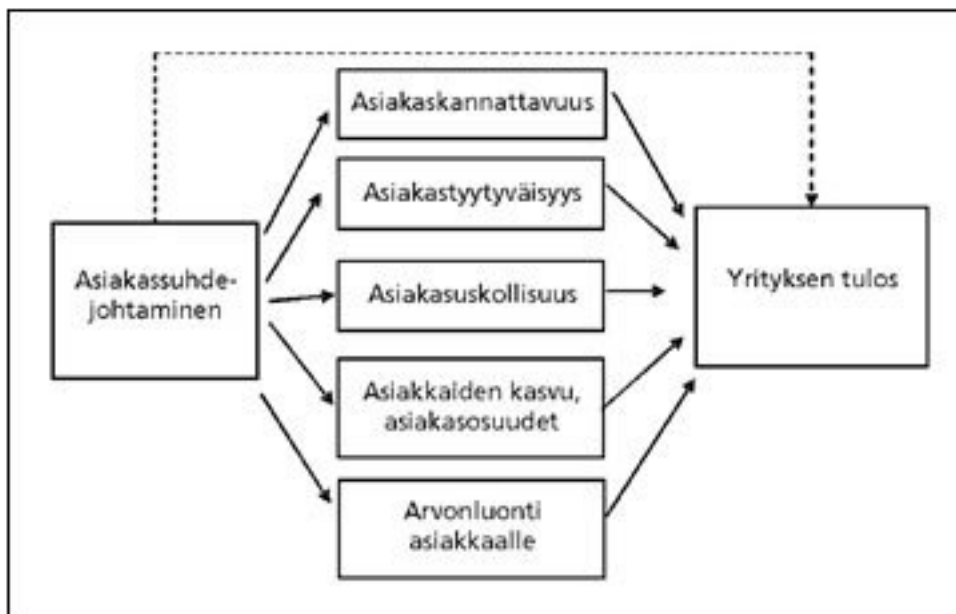 Asiakaskannattavuus
Asiakastyytyväisyys
Asiakassuhde-
johtaminen
Asiakasuskollisuus
Yrityksen tulos
Asiakkaiden kasvu,
asiakasosuudet
Arvonluonti
asiakkaalle